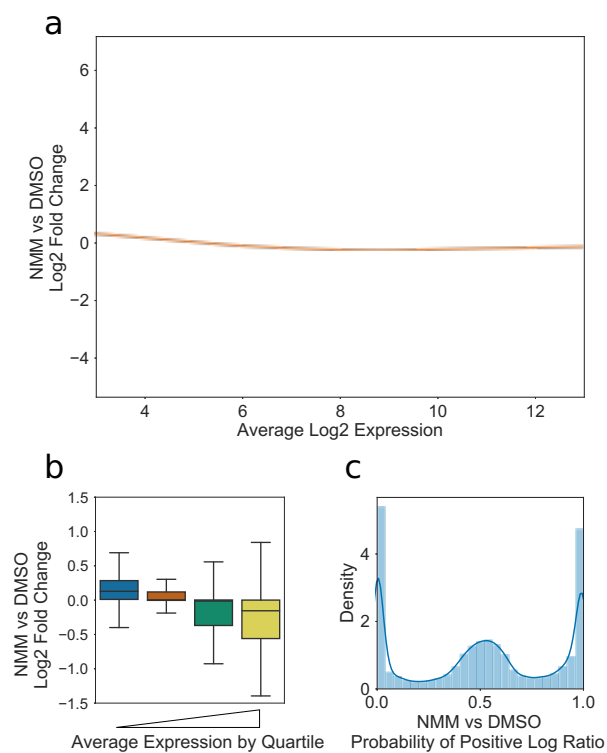 a
6
4
2
0
−2
−4
NMM vs DMSO
Log2 Fold Change
4
6
8
10
12
Average Log2 Expression
b
1.5
1.0
0.5
0.0
−0.5
−1.0
−1.5
NMM vs DMSO
Log2 Fold Change
Average Expression by Quartile
c
4
2
0
Density
0.0
0.5
1.0
NMM vs DMSO
Probability of Positive Log Ratio